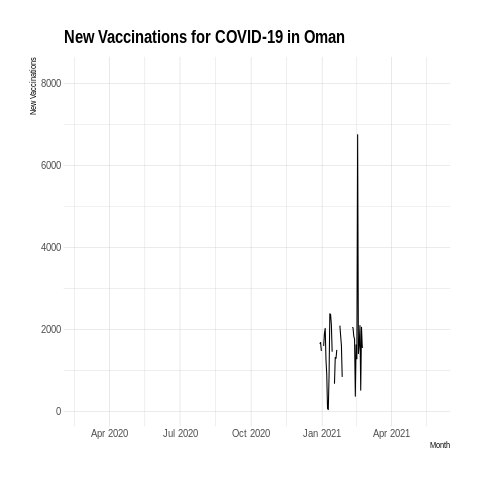 New Vaccinations for COVID-19 in Oman
New Vaccinations
8000
6000
4000
2000
0
Apr 2020 Jul 2020 Oct 2020 Jan 2021 Apr 2021
Month